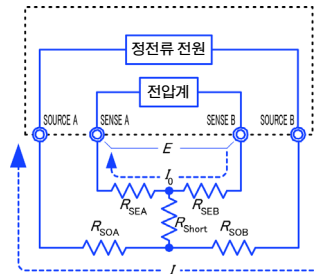 정전류 전원
전압계
SOURCE A SENSE A SENSE B SOURCE B
E
I0
RSEA RSEB
RShort
RSOA RSOB
I